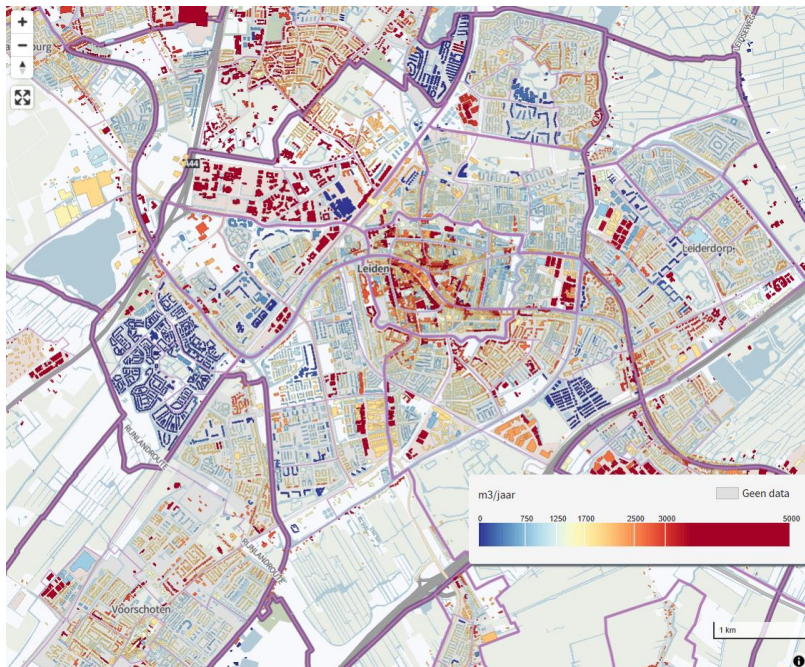 +
−
A44
Leiden
Leiderdorp
RIJNLANDROUTE
RIJNLANDROUTE
Voorschoten
m3/jaar
Geen data
0 750 1250 1700 2500 3000 5000
1 km